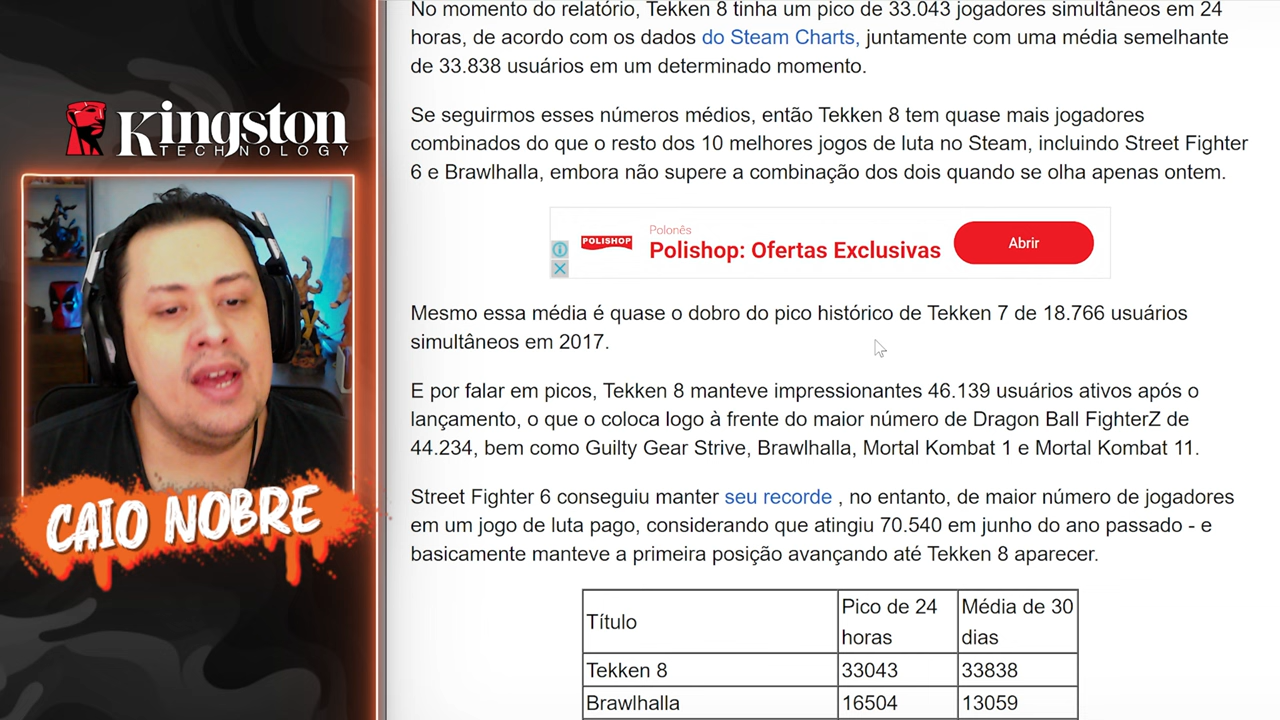 Kingston
TECHNOLOGY
CAIO NOBRE
No momento do relatório, Tekken 8 tinha um pico de 33.043 jogadores simultâneos em 24
horas, de acordo com os dados do Steam Charts, juntamente com uma média semelhante
de 33.838 usuários em um determinado momento.
Se seguirmos esses números médios, então Tekken 8 tem quase mais jogadores
combinados do que o resto dos 10 melhores jogos de luta no Steam, incluindo Street Fighter
6 e Brawlhalla, embora não supere a combinação dos dois quando se olha apenas ontem.
POLISHOP
Polonês
Polishop: Ofertas Exclusivas
Abrir
Mesmo essa média é quase o dobro do pico histórico de Tekken 7 de 18.766 usuários
simultâneos em 2017.
E por falar em picos, Tekken 8 manteve impressionantes 46.139 usuários ativos após o
lançamento, o que o coloca logo à frente do maior número de Dragon Ball FighterZ de
44.234, bem como Guilty Gear Strive, Brawlhalla, Mortal Kombat 1 e Mortal Kombat 11.
Street Fighter 6 conseguiu manter seu recorde , no entanto, de maior número de jogadores
em um jogo de luta pago, considerando que atingiu 70.540 em junho do ano passado - e
basicamente manteve a primeira posição avançando até Tekken 8 aparecer.
Título Pico de 24 horas Média de 30 dias
Tekken 8 33043 33838
Brawlhalla 16504 13059